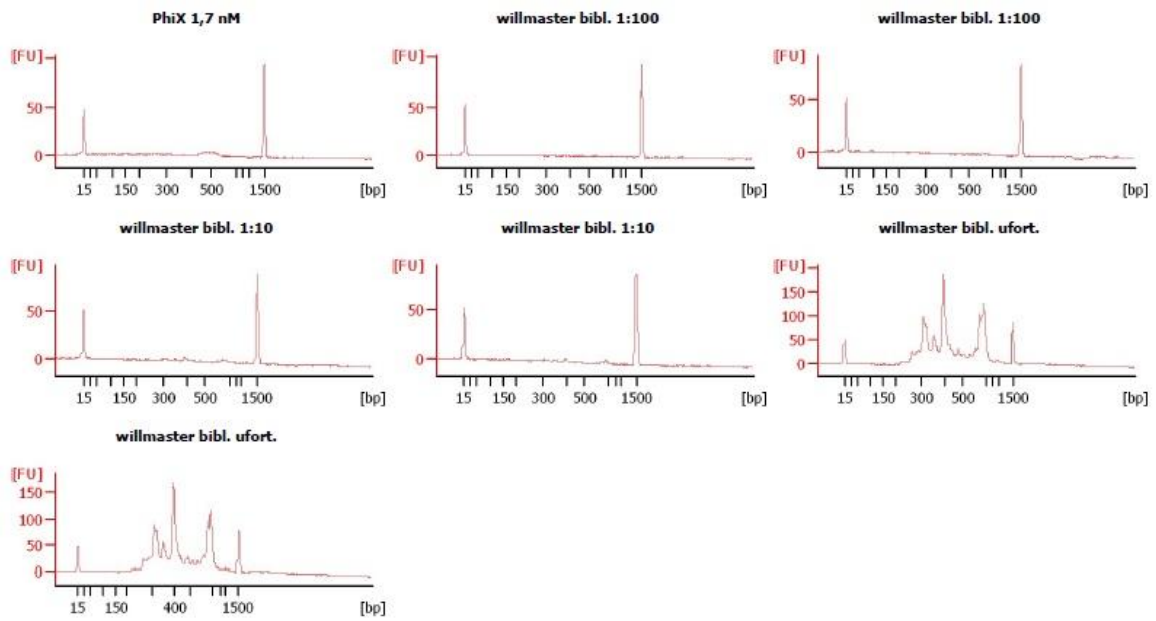 PhiX 1,7 nM
[FU]
50
0
15 150 300 500 1500 [bp]
willmaster bibl. 1:100
[FU]
50
0
15 150 300 500 1500 [bp]
willmaster bibl. 1:100
[FU]
50
0
15 150 300 500 1500 [bp]
willmaster bibl. 1:10
[FU]
50
0
15 150 300 500 1500 [bp]
willmaster bibl. 1:10
[FU]
50
0
15 150 300 500 1500 [bp]
willmaster bibl. ufort.
[FU]
150
100
50
0
15 150 300 500 1500 [bp]
willmaster bibl. ufort.
[FU]
150
100
50
0
15 150 400 1500 [bp]